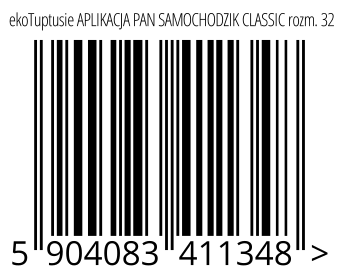 ekoTuptusie APLIKACJA PAN SAMOCHODZIK CLASSIC rozm. 32
5 904083 411348 >